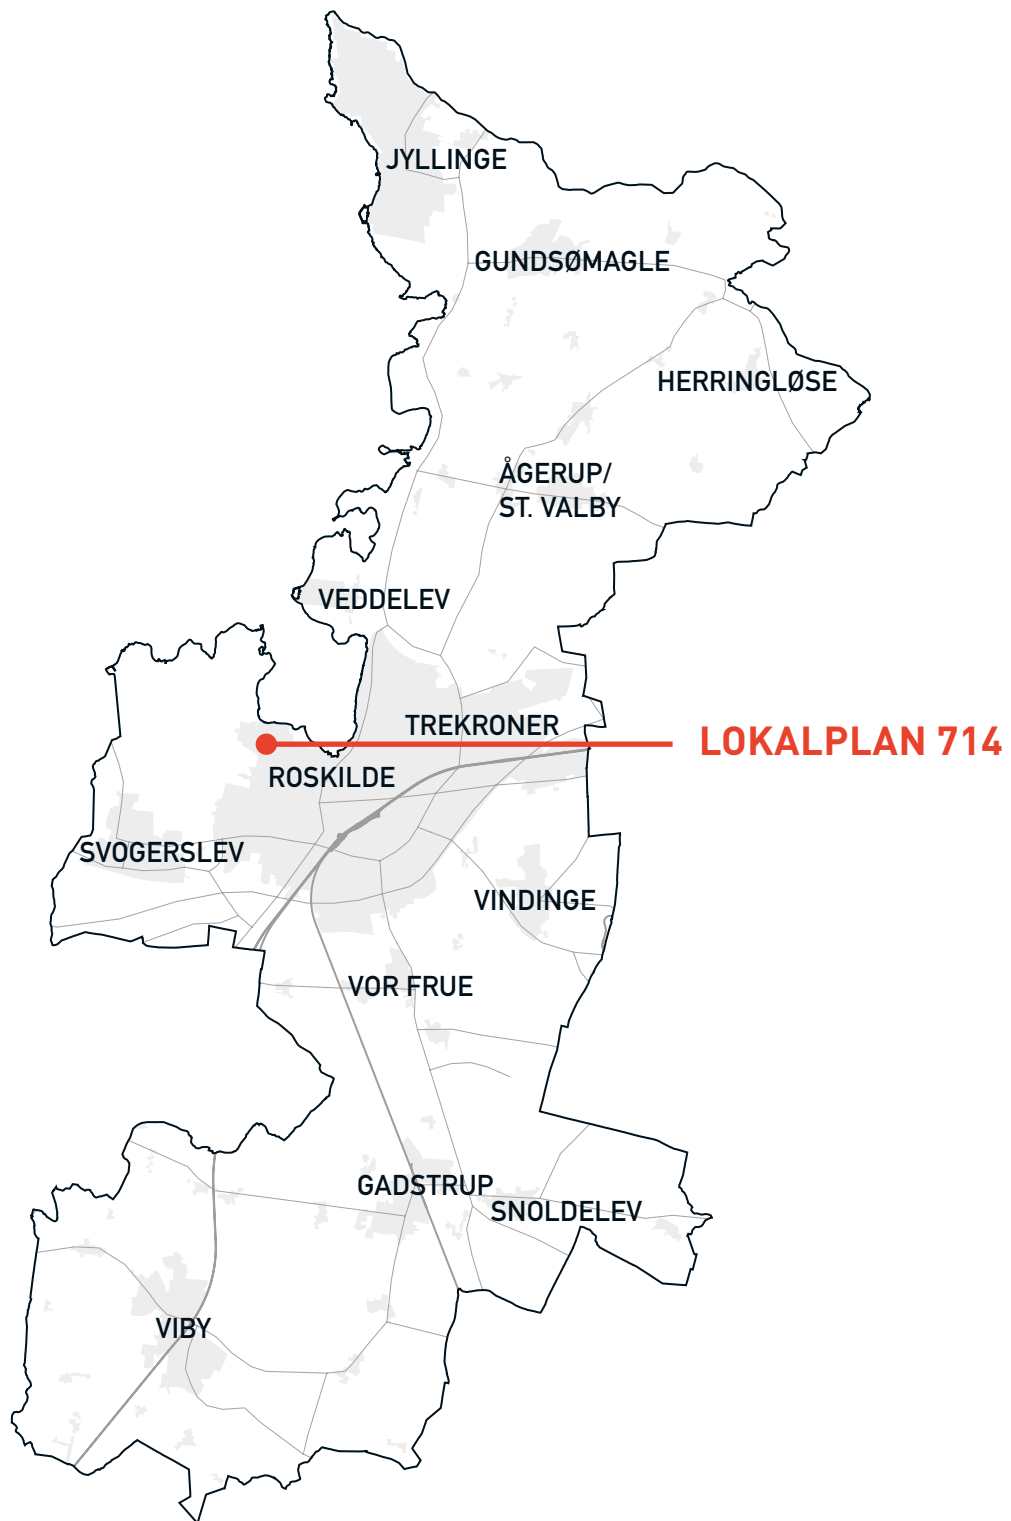 JYLLINGE
GUNDSØMAGLE
HERRINGLØSE
ÅGERUP/
ST. VALBY
VEDDELEV
TREKRONER
LOKALPLAN 714
ROSKILDE
SVOGERSLEV
VINDINGE
VOR FRUE
GADSTRUP
SNOLDELEV
VIBY